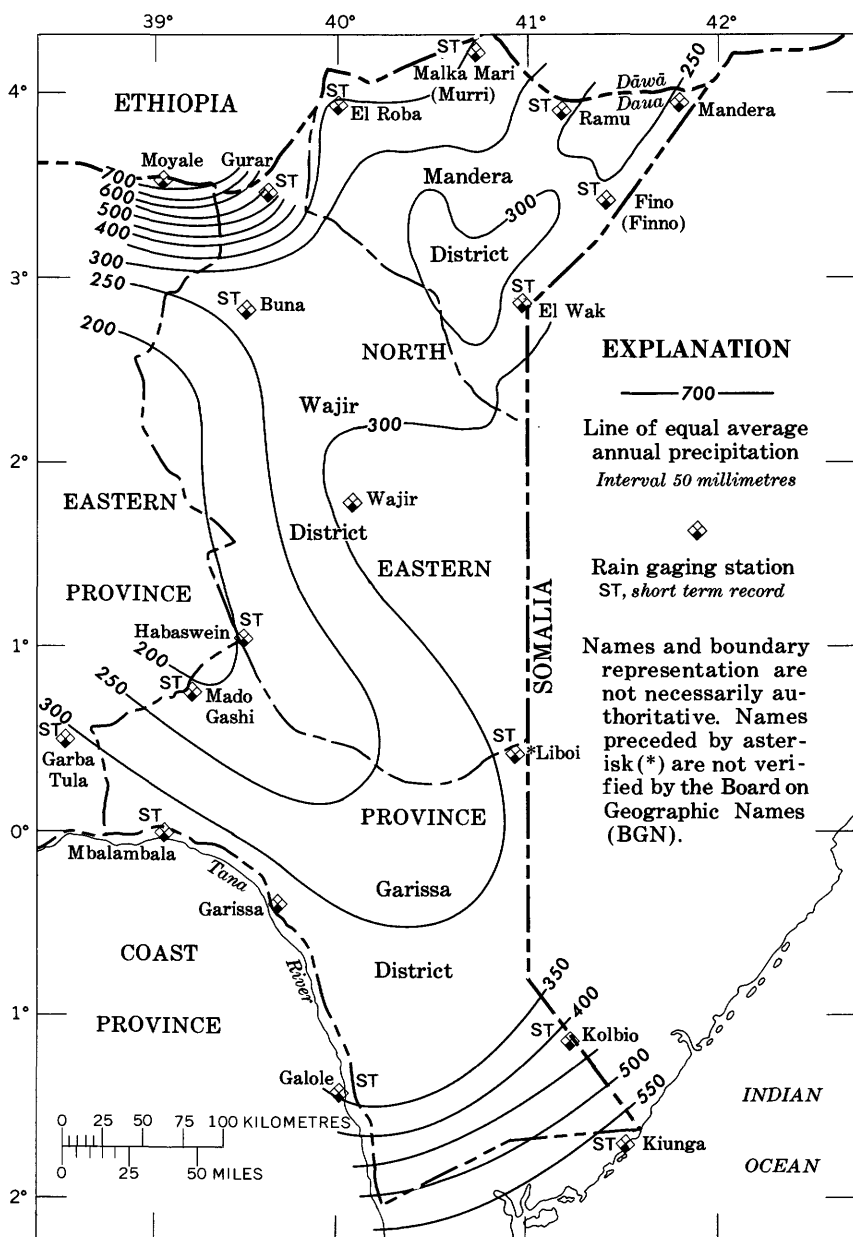 39° 40° 41° 42°
ST
Malka Mari
(Murri)
250
4°
ETHIOPIA
ST
El Roba
Dāwā
Daua
ST
Ramu
Mandera
Moyale
Gurar
ST
700
600
500
400
300
250
200
Mandera
District
300
ST
Fino
(Finno)
3°
ST
Buna
ST
El Wak
NORTH
EXPLANATION
700
Line of equal average
annual precipitation
Interval 50 millimetres
Rain gaging station
ST, short term record
Names and boundary
representation are
not necessarily au-
thoritative. Names
preceded by aster-
isk (*) are not veri-
fied by the Board on
Geographic Names
(BGN).
Wajir
300
2°
EASTERN
Wajir
District
EASTERN
PROVINCE
SOMALIA
Habaswein
ST
1°
200
ST
Mado
Gashi
250
300
ST
Garba
Tula
ST
*Liboi
PROVINCE
0°
ST
Mbalambala
Tana
Garissa
Garissa
COAST
District
River
350
1°
400
PROVINCE
ST
Kolbio
500
Galole
ST
550
INDIAN
0 25 50 75 100 KILOMETRES
0 25 50 MILES
ST
Kiunga
OCEAN
2°